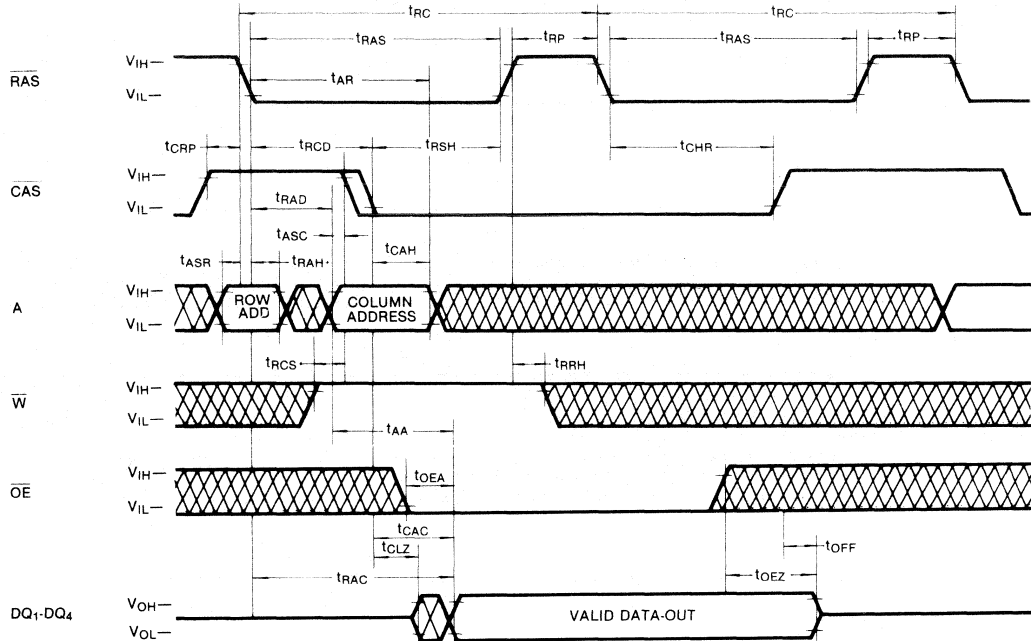 tRC tRC
tRAS tRP tRAS tRP
RAS VIH tAR
VIL
tCRP tRCD tRSH tCHR
CAS VIH
VIL tRAD
tASC
tASR tRAH tCAH
A VIH ROW ADD COLUMN ADDRESS
VIL
tRCS tRRH
W VIH
VIL
tAA
OE VIH tOEA
VIL
tCAC
tCLZ tOFF
tRAC tOEZ
DQ1-DQ4 VOH VALID DATA-OUT
VOL